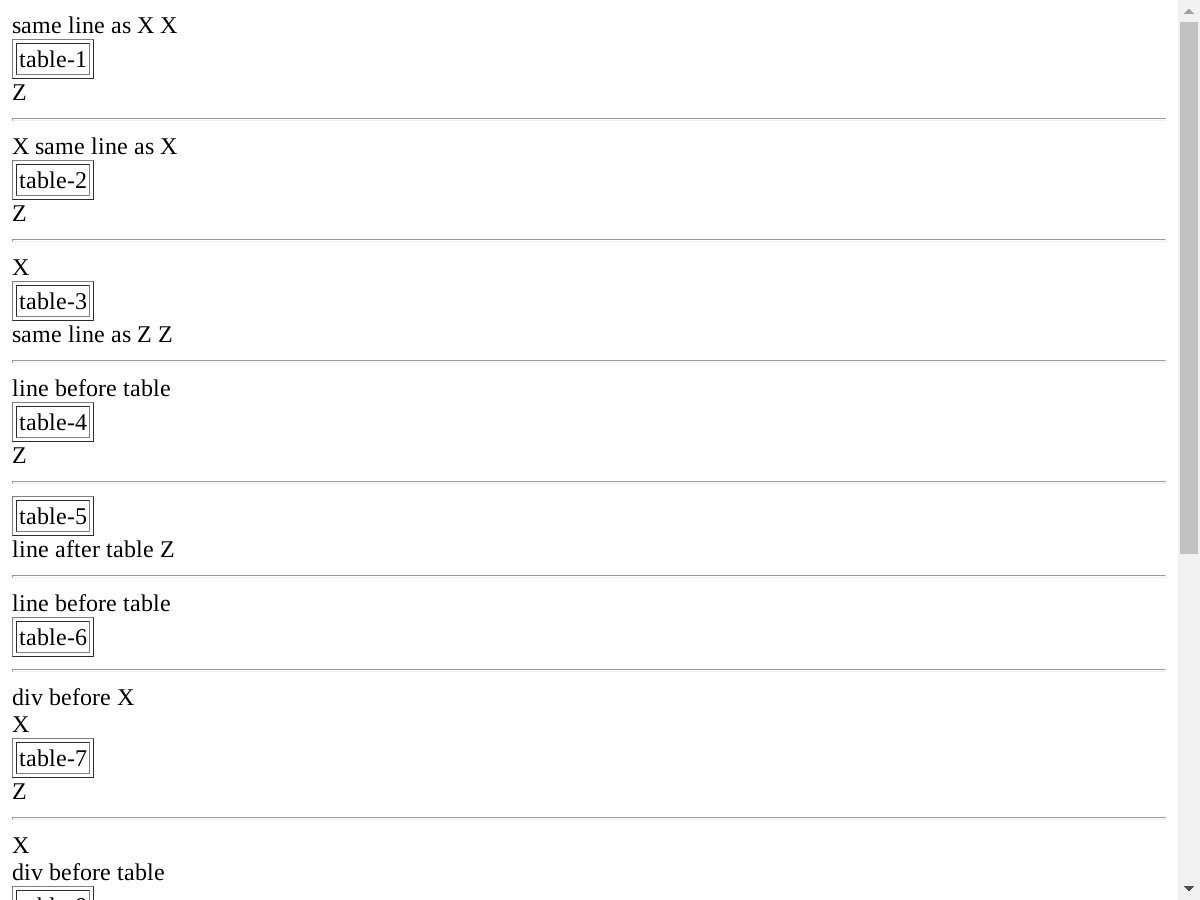 same line as X X
table-1
Z
X same line as X
table-2
Z
X
table-3
same line as Z Z
line before table
table-4
Z
table-5
line after table Z
line before table
table-6
div before X
X
table-7
Z
X
div before table